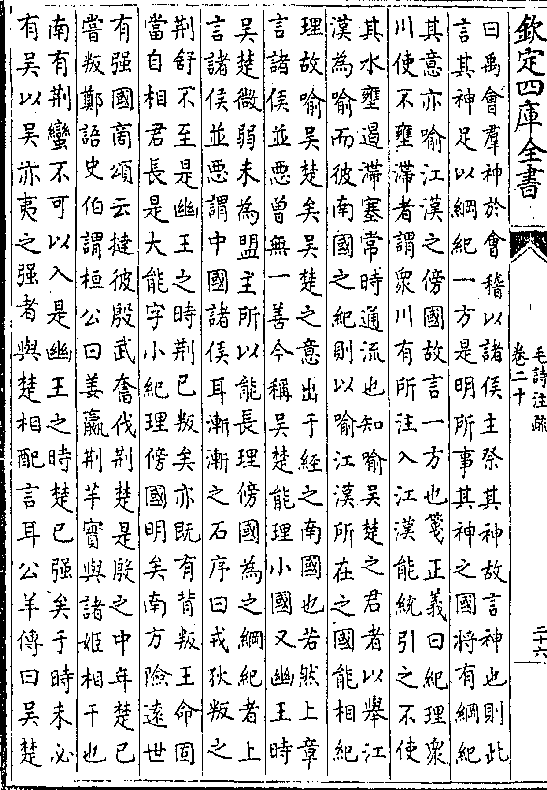 欽定四庫全書
毛詩注疏
卷二十
二十六
曰禹會羣神於會稽以諸侯主祭其神故言神也則此
言其神足以綱紀一方是明所事其神之國將有綱紀
其意亦喻江漢之傍國故言一方也箋正義曰紀理衆
川使不壅滯者謂衆川有所注入江漢能統引之不使
其水壅遏滯塞常時通流也知喻吳楚之君者以舉江
漢為喻而彼南國之紀則以喻江漢所在之國能相紀
理故喻吳楚矣吳楚之意出于經之南國也若然上章
言諸侯並惡曾無一善今稱吳楚能理小國又幽王時
吳楚微弱未為盟主所以能長理傍國為之綱紀者上
言諸侯並惡謂中國諸侯耳漸漸之石序曰戎狄叛之
荆舒不至是幽王之時荆已叛矣亦既有背叛王命固
當自相君長是大能字小紀理傍國明矣南方險遠世
有强國商頌云撻彼殷武奮伐荆楚是殷之中年楚已
嘗叛鄭語史伯謂桓公曰姜嬴荆芊實與諸姬相干也
南有荆蠻不可以入是幽王之時楚已强矣于時未必
有吳以吳亦夷之强者與楚相配言耳公羊傳曰吳楚